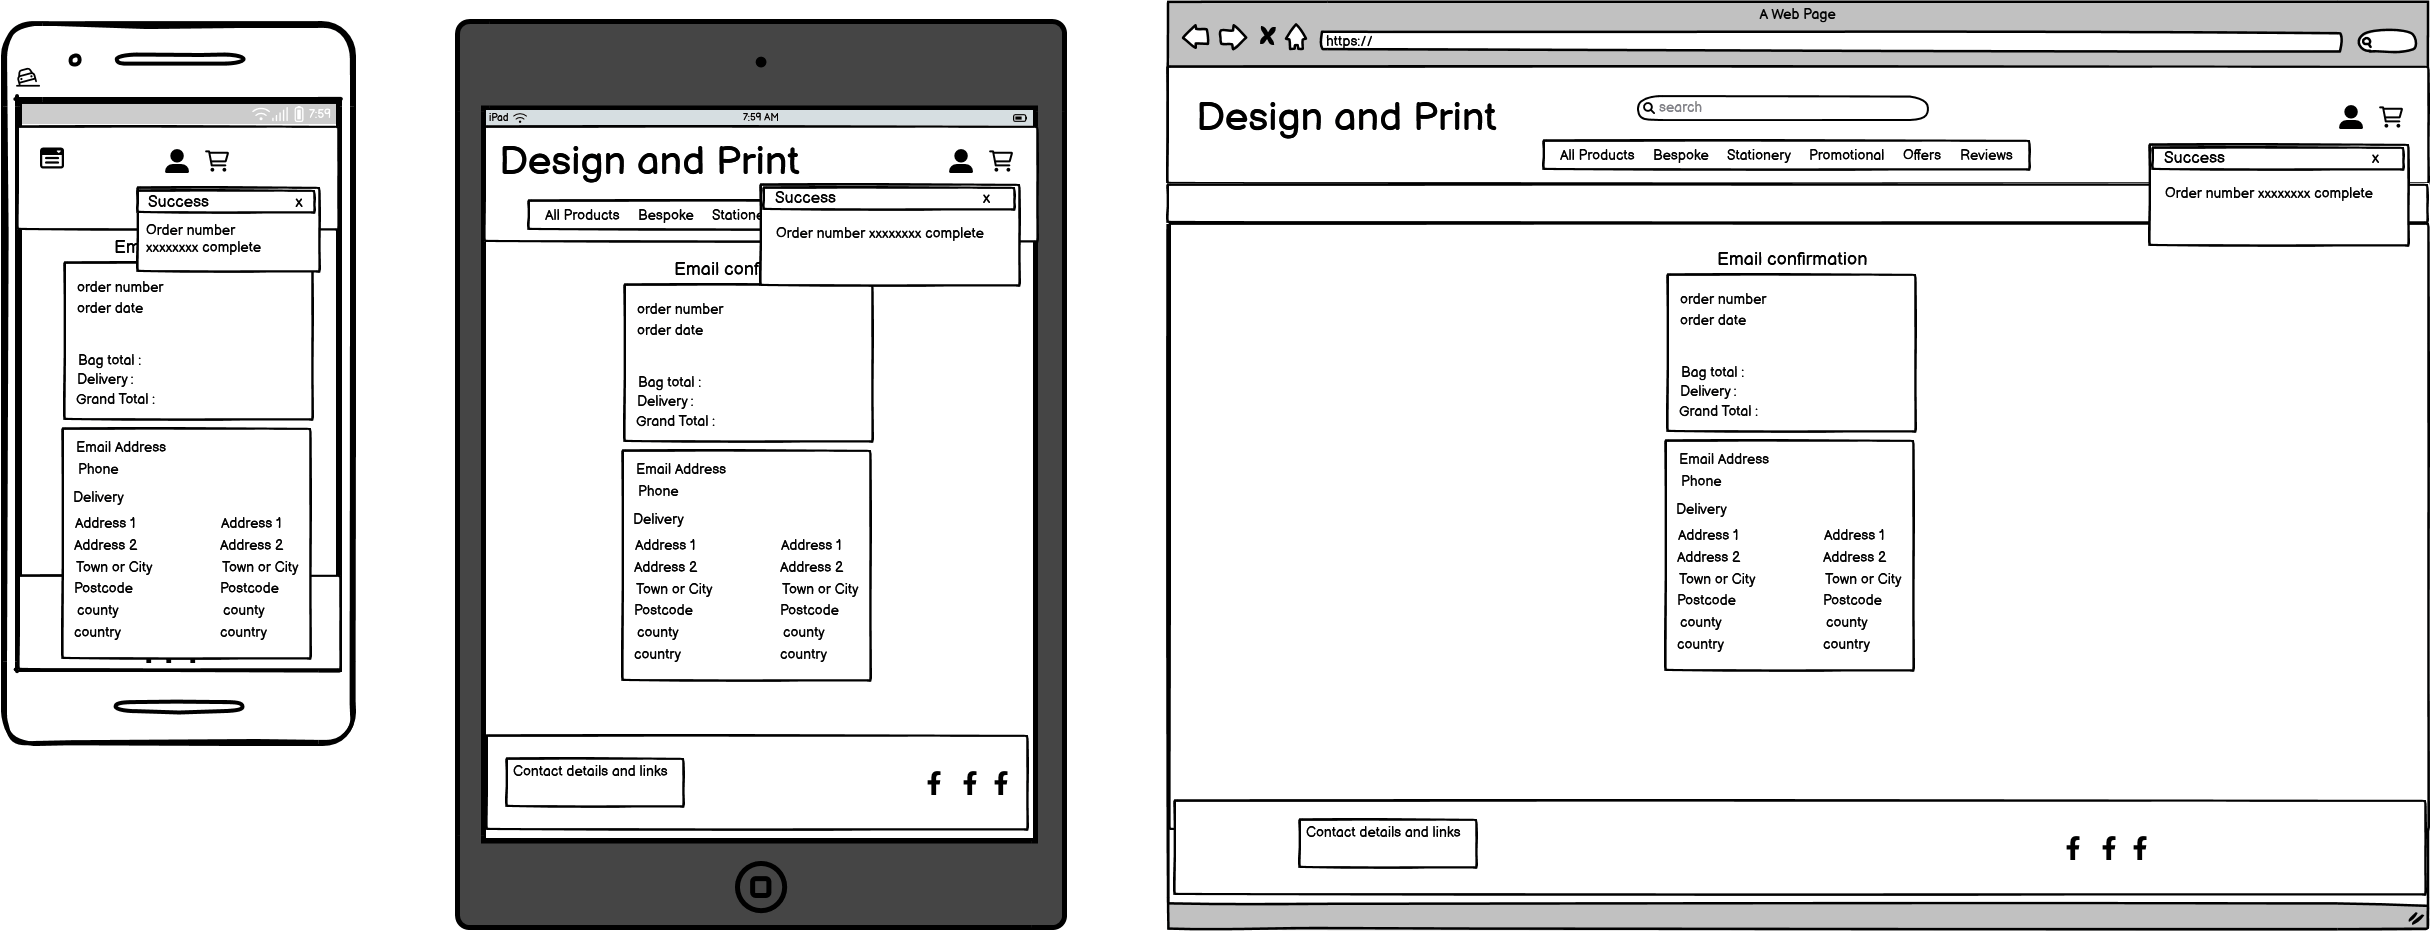 7:59
Success x
Order number
xxxxxxxx complete
Em
order number
order date
Bag total :
Delivery :
Grand Total :
Email Address
Phone
Delivery
Address 1 Address 1
Address 2 Address 2
Town or City Town or City
Postcode Postcode
county county
country country
iPad 7:59 AM
Design and Print
Success x
All Products Bespoke Statione
Order number xxxxxxxx complete
Email conf
order number
order date
Bag total :
Delivery :
Grand Total :
Email Address
Phone
Delivery
Address 1 Address 1
Address 2 Address 2
Town or City Town or City
Postcode Postcode
county county
country country
Contact details and links
A Web Page
https://
search
Design and Print
All Products Bespoke Stationery Promotional Offers Reviews
Success x
Order number xxxxxxxx complete
Email confirmation
order number
order date
Bag total :
Delivery :
Grand Total :
Email Address
Phone
Delivery
Address 1 Address 1
Address 2 Address 2
Town or City Town or City
Postcode Postcode
county county
country country
Contact details and links